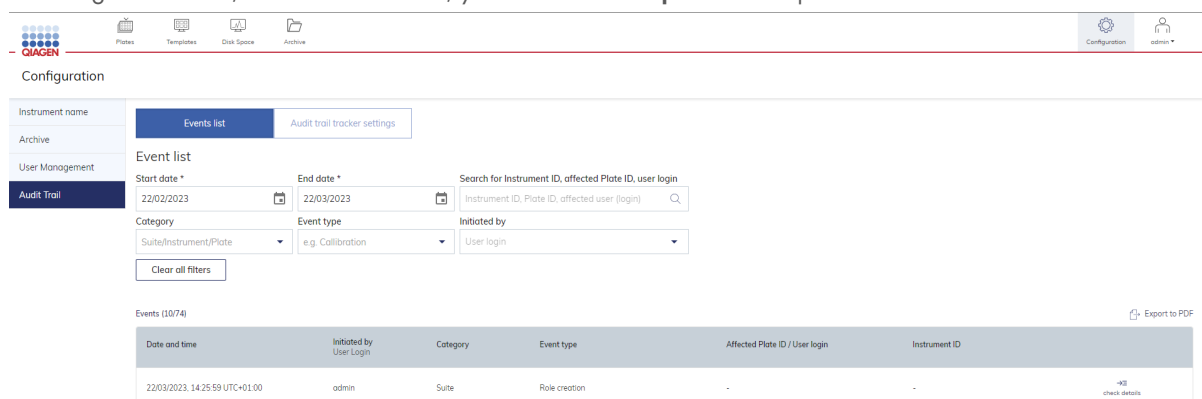 Plates Templates Disk Space Archive Configuration admin
QIAGEN
Configuration
Instrument name
Archive
User Management
Audit Trail
Events list Audit trail tracker settings
Event list
Start date * End date * Search for Instrument ID, affected Plate ID, user login
22/02/2023 22/03/2023 Instrument ID, Plate ID, affected user (login)
Category Event type Initiated by
Suite/Instrument/Plate e.g. Callibration User login
Clear all filters
Events (10/74) Export to PDF
Date and time Initiated by User Login Category Event type Affected Plate ID / User login Instrument ID
22/03/2023, 14:25:59 UTC+01:00 admin Suite Role creation - - check details